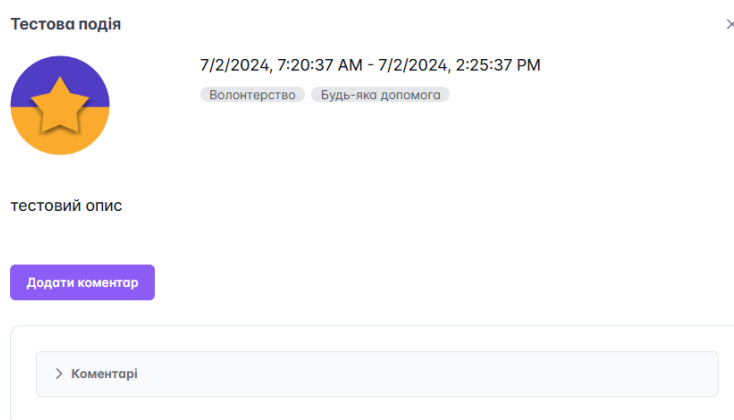 Тестова подія
7/2/2024, 7:20:37 AM - 7/2/2024, 2:25:37 PM
Волонтерство Будь-яка допомога
тестовий опис
Додати коментар
Коментарі